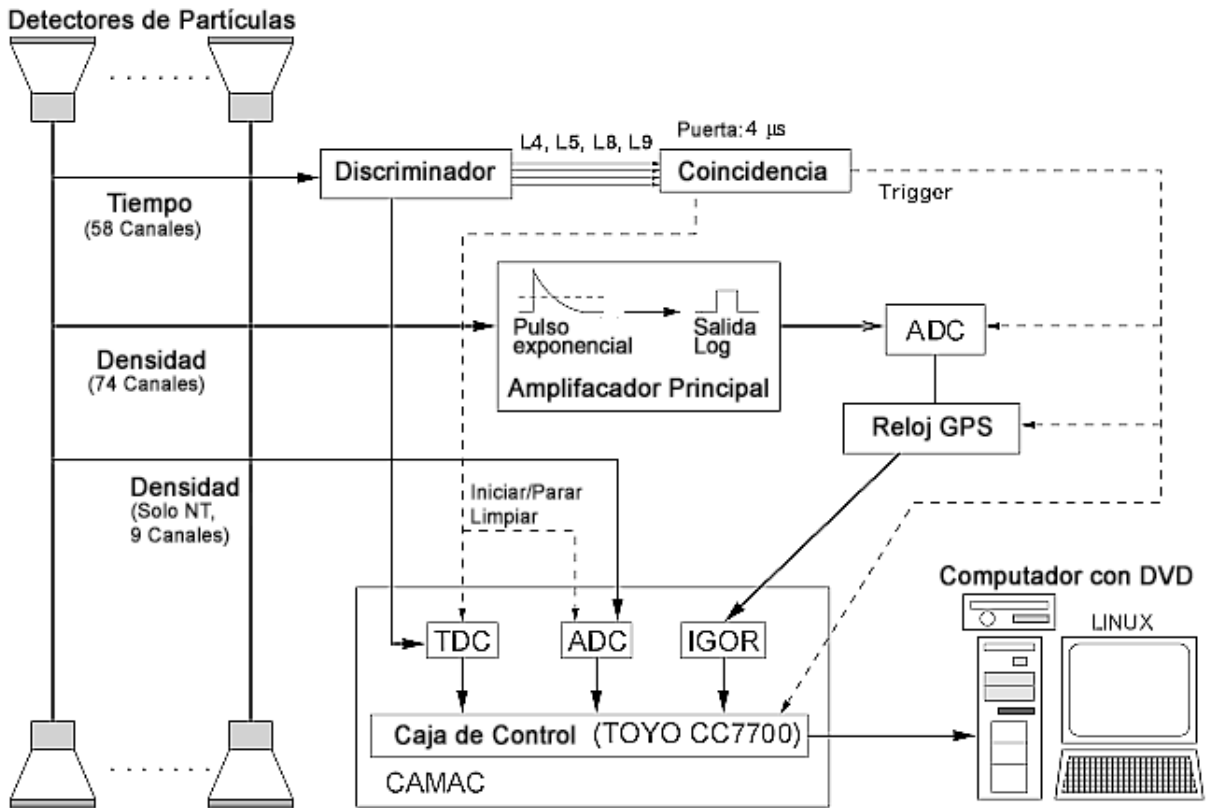 Detectores de Partículas
L4, L5, L8, L9
Puerta: 4 µs
Discriminador
Coincidencia
Trigger
Tiempo
(58 Canales)
Pulso
exponencial
Salida
Log
Amplifacador Principal
ADC
Densidad
(74 Canales)
Reloj GPS
Densidad
(Solo NT,
9 Canales)
Iniciar/Parar
Limpiar
Computador con DVD
LINUX
TDC
ADC
IGOR
Caja de Control (TOYO CC7700)
CAMAC